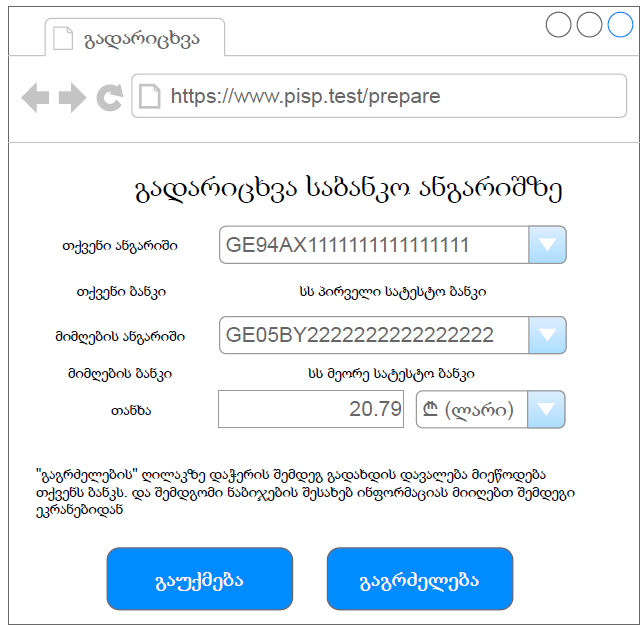 გადარიცხვა
https://www.pisp.test/prepare
გადარიცხვა საბანკო ანგარიშზე
თქვენი ანგარიში GE94AX1111111111111111
თქვენი ბანკი სს პირველი სატესტო ბანკი
მიმღების ანგარიში GE05BY2222222222222222
მიმღების ბანკი სს მეორე სატესტო ბანკი
თანხა 20.79 ₾ (ლარი)
"გაგრძელების" ღილაკზე დაჭერის შემდეგ გადახდის დავალება მიეწოდება
თქვენს ბანკს. და შემდგომი ნაბიჯების შესახებ ინფორმაციას მიიღებთ შემდეგი
ეკრანებიდან
გაუქმება გაგრძელება